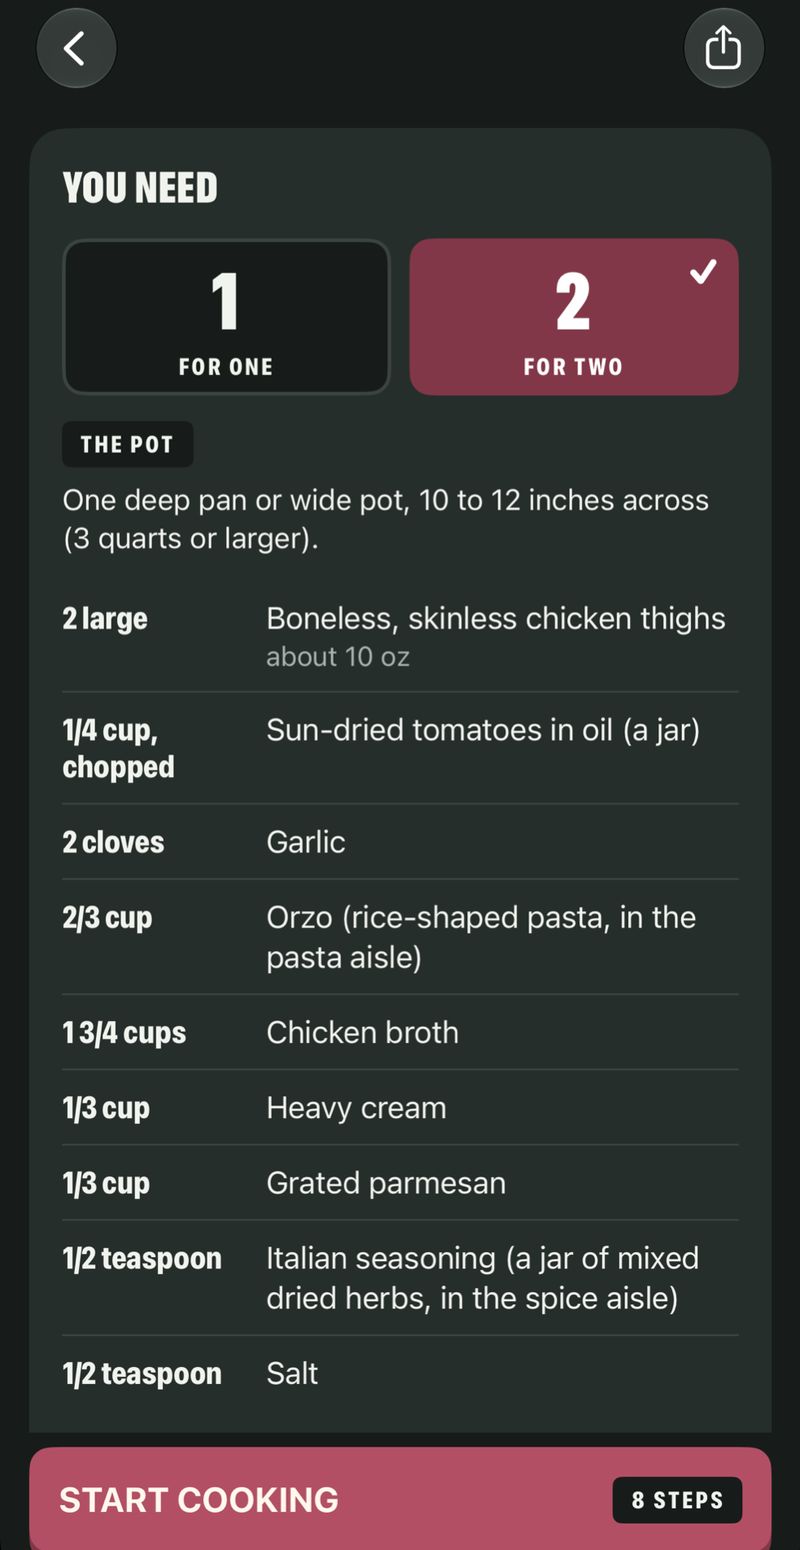 YOU NEED
1
FOR ONE
2
FOR TWO
THE POT
One deep pan or wide pot, 10 to 12 inches across
(3 quarts or larger).
2 large
Boneless, skinless chicken thighs
about 10 oz
1/4 cup,
chopped
Sun-dried tomatoes in oil (a jar)
2 cloves
Garlic
2/3 cup
Orzo (rice-shaped pasta, in the
pasta aisle)
1 3/4 cups
Chicken broth
1/3 cup
Heavy cream
1/3 cup
Grated parmesan
1/2 teaspoon
Italian seasoning (a jar of mixed
dried herbs, in the spice aisle)
1/2 teaspoon
Salt
START COOKING
8 STEPS